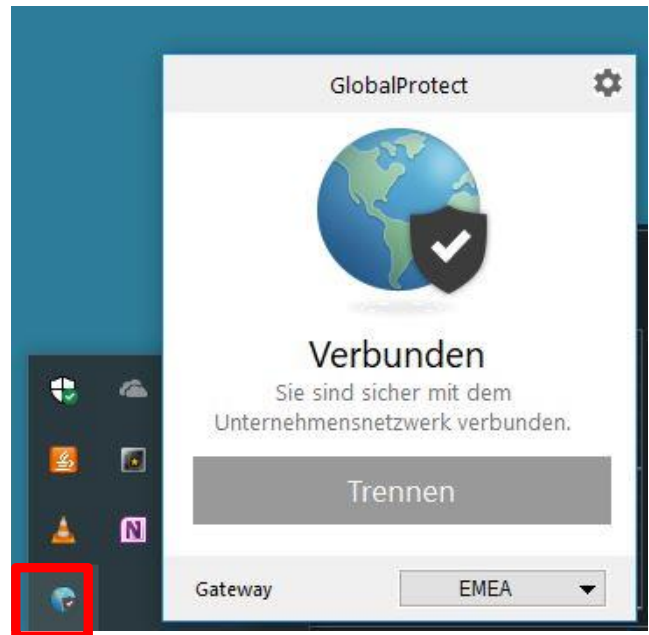 GlobalProtect
Verbunden
Sie sind sicher mit dem
Unternehmensnetzwerk verbunden.
Trennen
Gateway EMEA